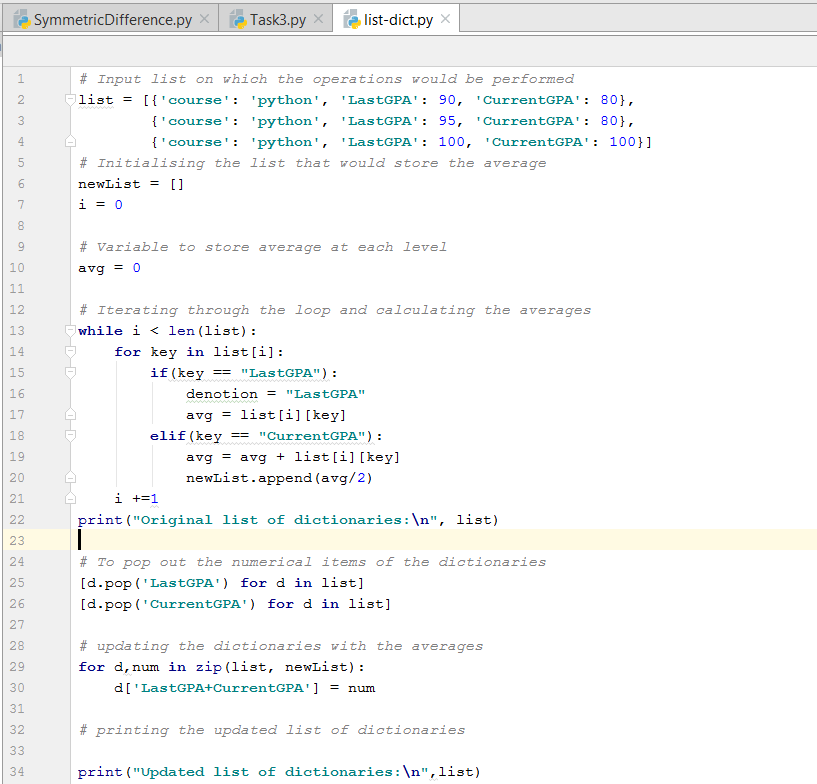 SymmetricDifference.py Task3.py list-dict.py
1 # Input list on which the operations would be performed
2 list = [{'course': 'python', 'LastGPA': 90, 'CurrentGPA': 80},
3         {'course': 'python', 'LastGPA': 95, 'CurrentGPA': 80},
4         {'course': 'python', 'LastGPA': 100, 'CurrentGPA': 100}]
5 # Initialising the list that would store the average
6 newList = []
7 i = 0
8
9 # Variable to store average at each level
10 avg = 0
11
12 # Iterating through the loop and calculating the averages
13 while i < len(list):
14     for key in list[i]:
15         if(key == "LastGPA"):
16             denotion = "LastGPA"
17             avg = list[i][key]
18         elif(key == "CurrentGPA"):
19             avg = avg + list[i][key]
20             newList.append(avg/2)
21     i +=1
22 print("Original list of dictionaries:\n", list)
23
24 # To pop out the numerical items of the dictionaries
25 [d.pop('LastGPA') for d in list]
26 [d.pop('CurrentGPA') for d in list]
27
28 # updating the dictionaries with the averages
29 for d,num in zip(list, newList):
30     d['LastGPA+CurrentGPA'] = num
31
32 # printing the updated list of dictionaries
33
34 print("Updated list of dictionaries:\n",list)